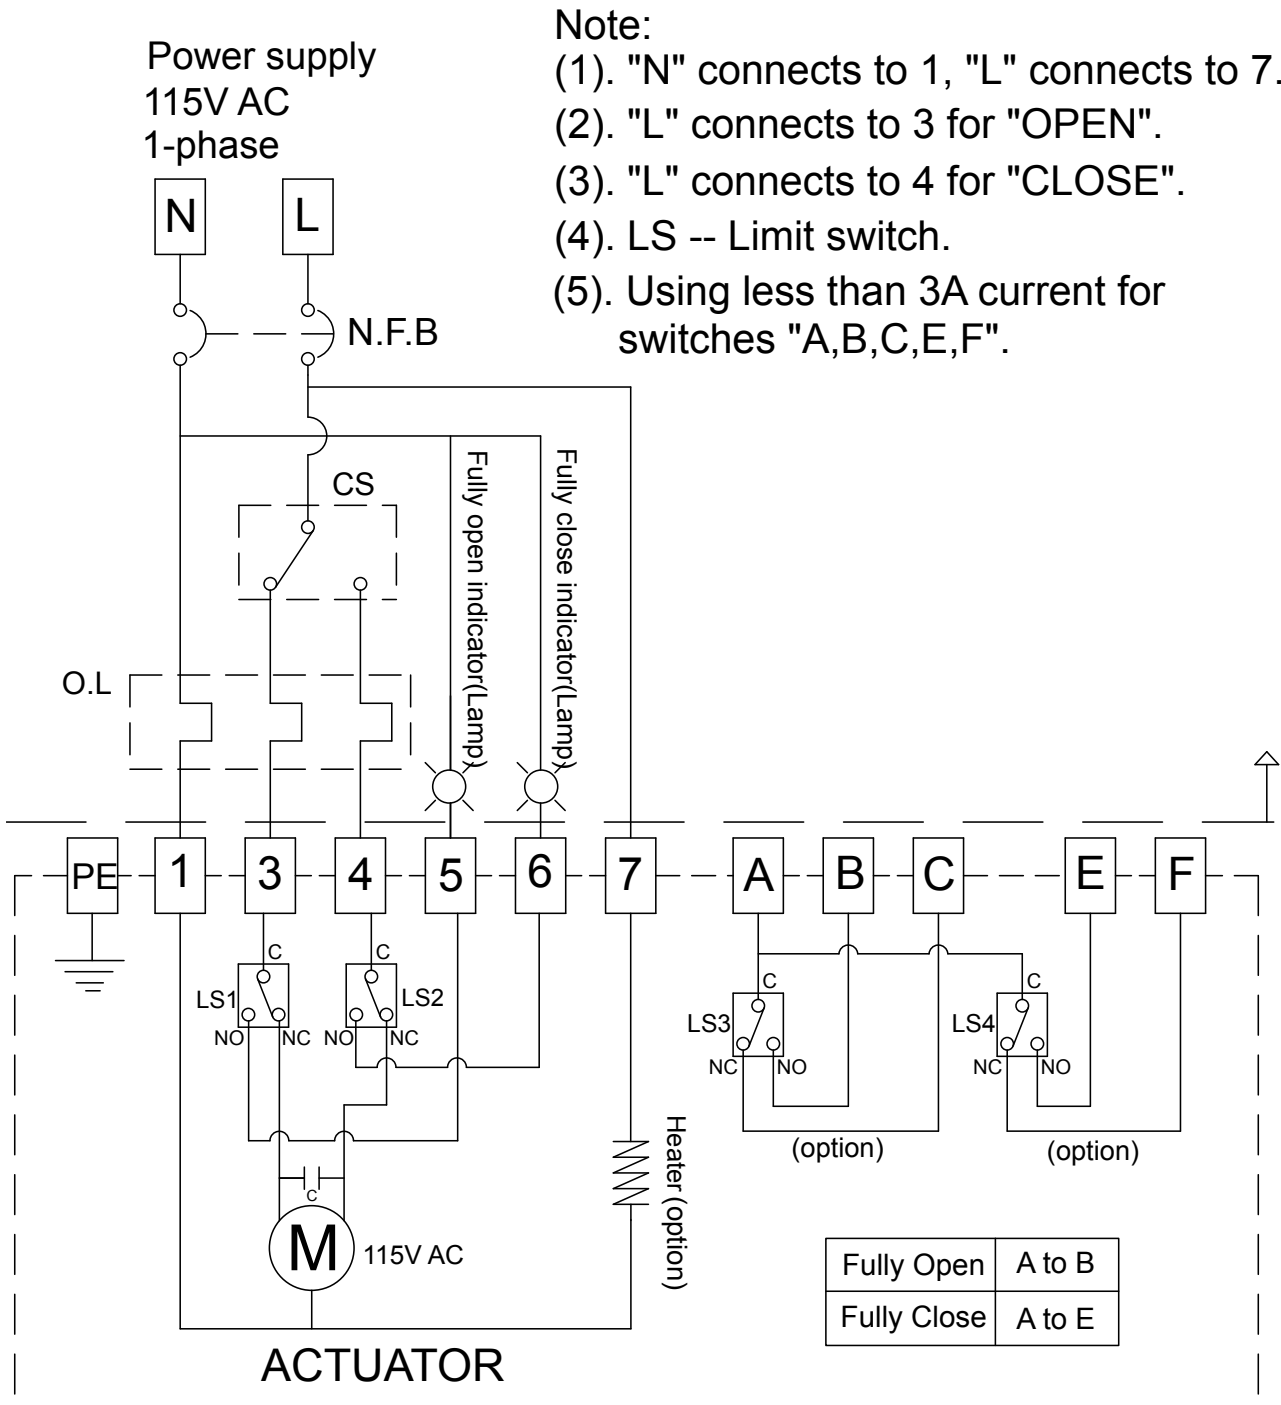 Note:
Power supply
115V AC
1-phase
(1). "N" connects to 1, "L" connects to 7.
(2). "L" connects to 3 for "OPEN".
(3). "L" connects to 4 for "CLOSE".
(4). LS -- Limit switch.
(5). Using less than 3A current for
switches "A,B,C,E,F".
N
L
N.F.B
CS
Fully open indicator(Lamp)
Fully close indicator(Lamp)
O.L
PE
1
3
4
5
6
7
A
B
C
E
F
C
C
LS1
LS2
NO
NC
NO
NC
C
C
LS3
LS4
NC
NO
NC
NO
(option)
(option)
Heater (option)
C
M
115V AC
ACTUATOR
Fully Open A to B
Fully Close A to E